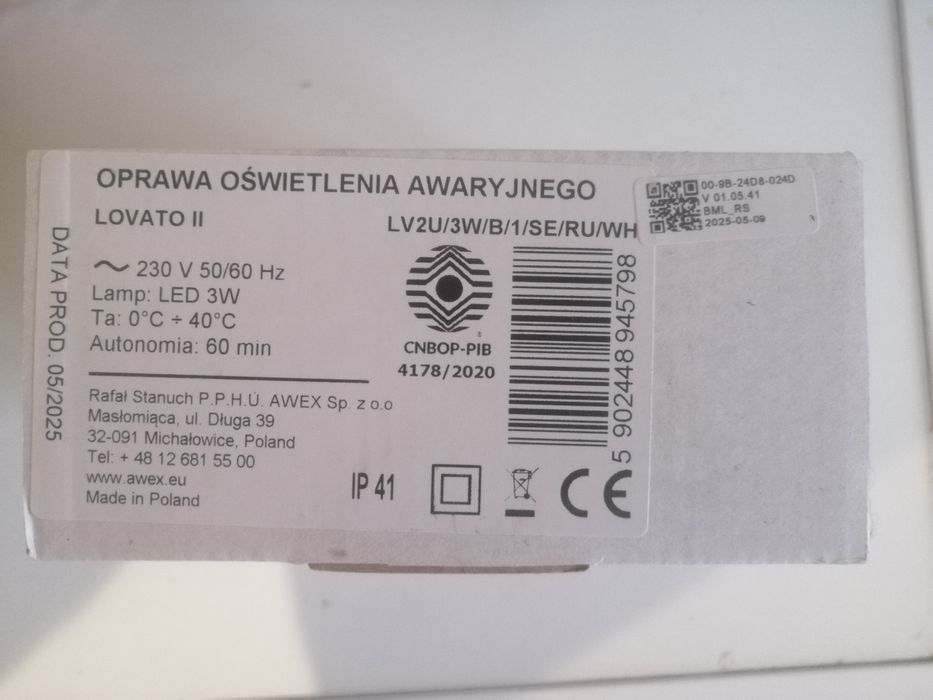 OPRAWA OŚWIETLENIA AWARYJNEGO
LOVATO II
LV2U/3W/B/1/SE/RU/WH
00-9B-24D8-024D
V 01.05.41
BML_RS
2025-05-09
DATA PROD. 05/2025
~ 230 V 50/60 Hz
Lamp: LED 3W
Ta: 0°C ÷ 40°C
Autonomia: 60 min
CNBOP-PIB
4178/2020
5 902448 945798
Rafał Stanuch P.P.H.U. AWEX Sp. z o.o
Masłomiąca, ul. Długa 39
32-091 Michałowice, Poland
Tel: + 48 12 681 55 00
www.awex.eu
Made in Poland
IP 41
CE